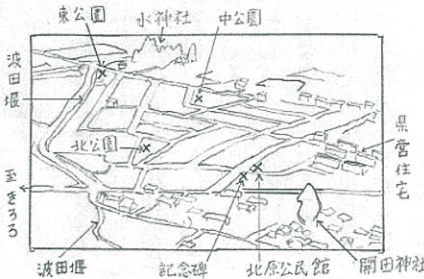 東公園
水神社
中公園
波田堰
北公園
県営住宅
至きろろ
波田堰
記念碑
北原公民館
開田神社